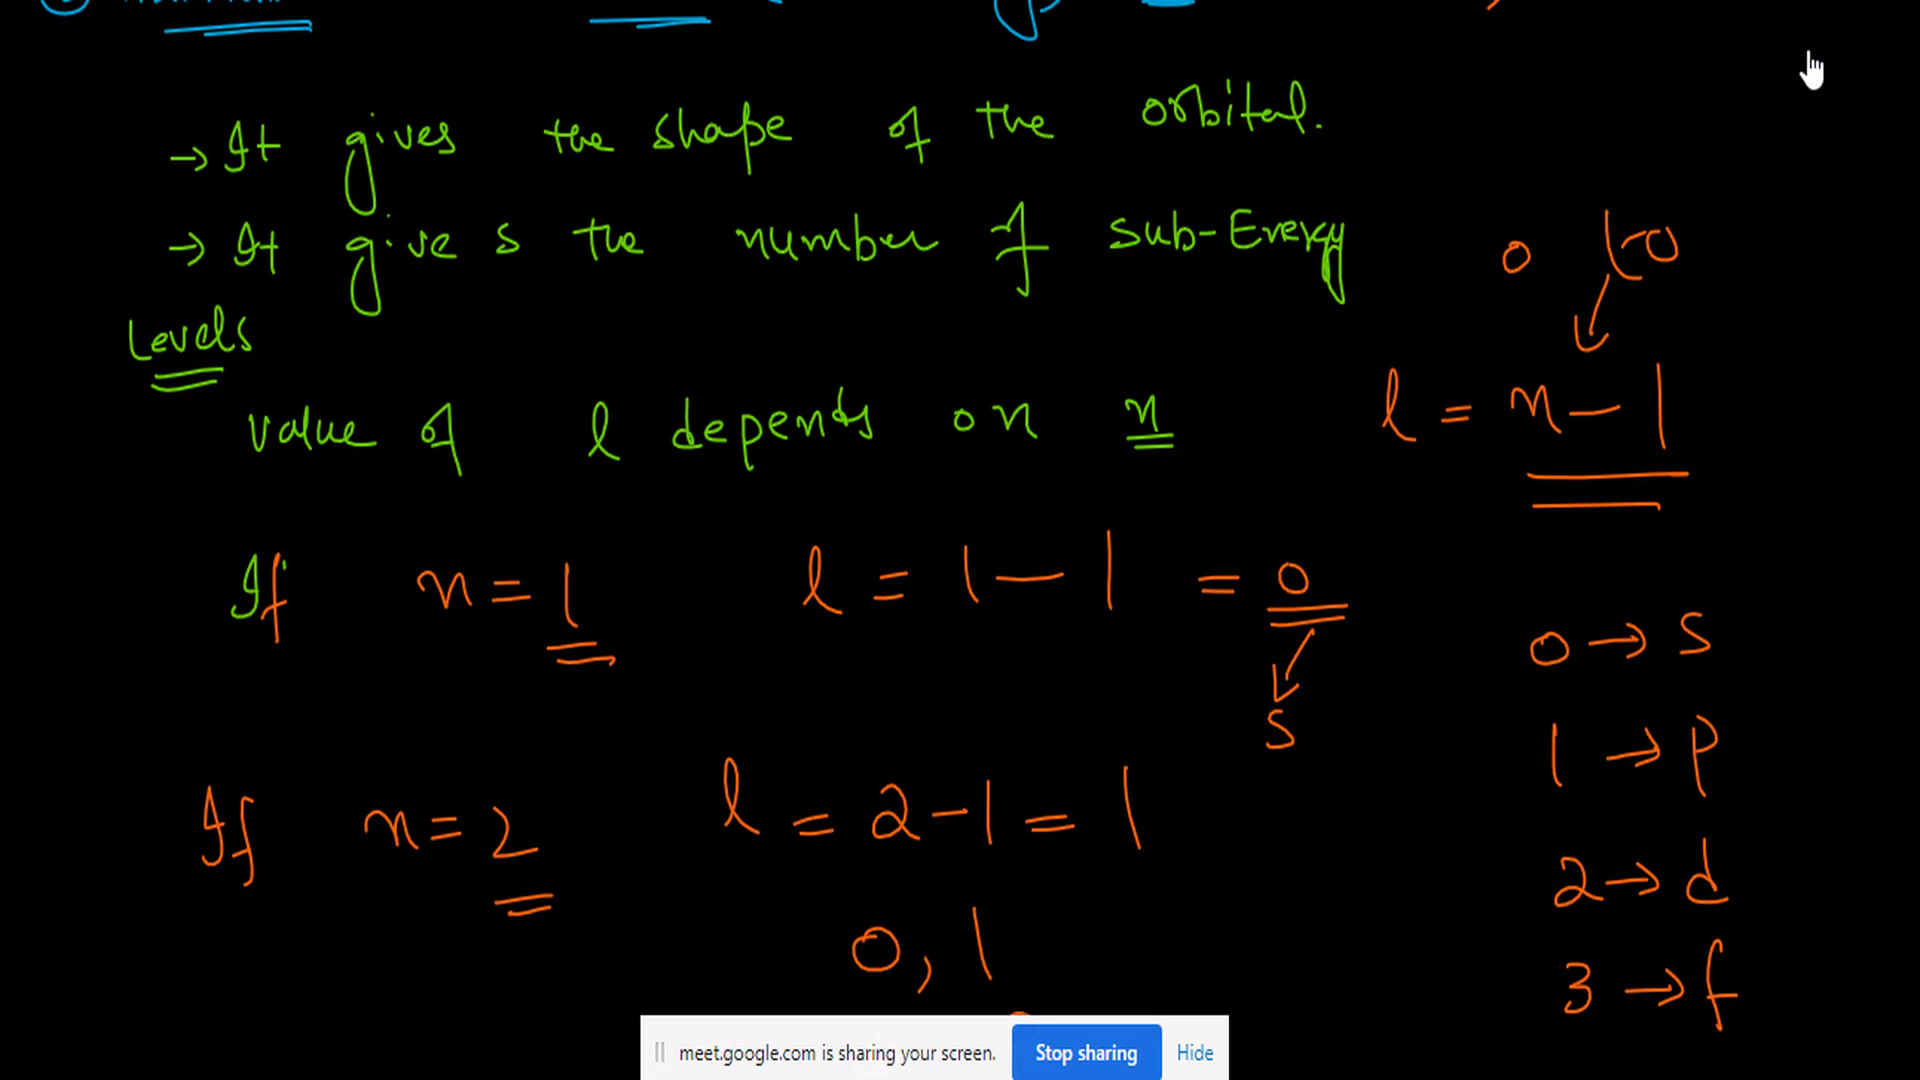 → It gives the shape of the orbital.
→ It give s the number of sub-Energy
Levels
0 to
value of l depends on n
l = n - 1
If n = 1 l = 1 - 1 = 0
s
0 → s
1 → p
2 → d
3 → f
If n = 2 l = 2 - 1 = 1
0, 1
meet.google.com is sharing your screen. Stop sharing Hide